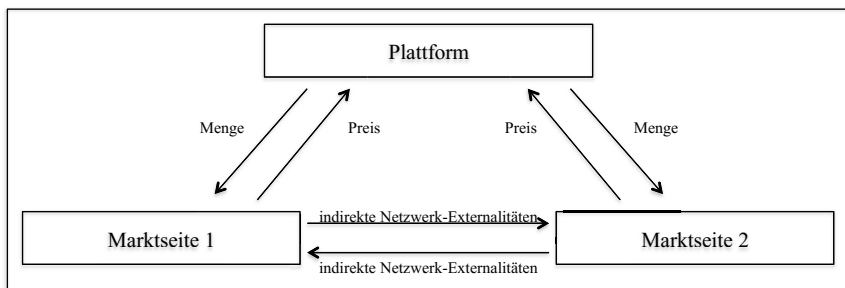 Plattform
Menge
Preis
Preis
Menge
indirekte Netzwerk-Externalitäten
Marktseite 1
Marktseite 2
indirekte Netzwerk-Externalitäten